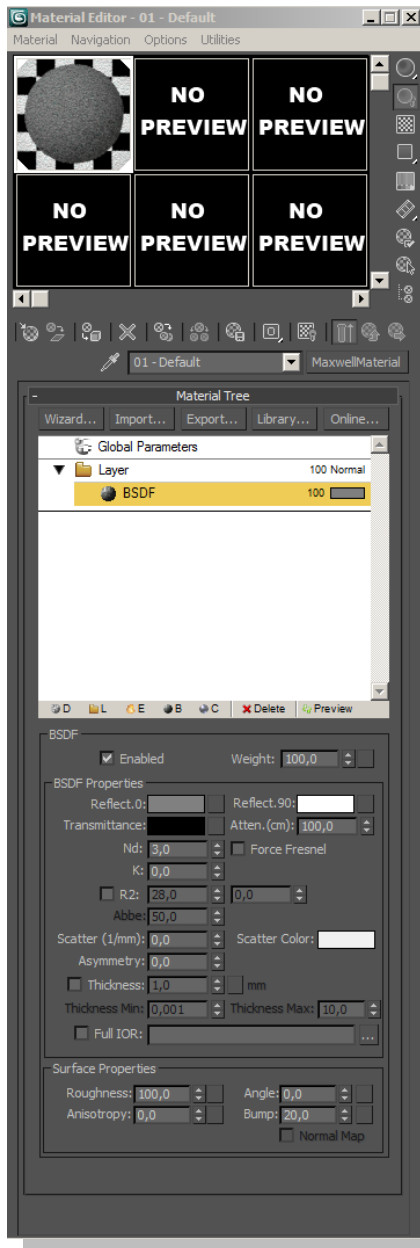 Material Editor - 01 - Default
Material Navigation Options Utilities
NO PREVIEW NO PREVIEW
NO PREVIEW NO PREVIEW NO PREVIEW
01 - Default MaxwellMaterial
- Material Tree
Wizard... Import... Export... Library... Online...
Global Parameters
Layer 100 Normal
BSDF 100
D L E B C Delete Preview
BSDF
Enabled Weight: 100,0
BSDF Properties
Reflect.0: Reflect.90:
Transmittance: Atten.(cm): 100,0
Nd: 3,0 Force Fresnel
K: 0,0
R2: 28,0 0,0
Abbe: 50,0
Scatter (1/mm): 0,0 Scatter Color:
Asymmetry: 0,0
Thickness: 1,0 mm
Thickness Min: 0,001 Thickness Max: 10,0
Full IOR: ...
Surface Properties
Roughness: 100,0 Angle: 0,0
Anisotropy: 0,0 Bump: 20,0
Normal Map